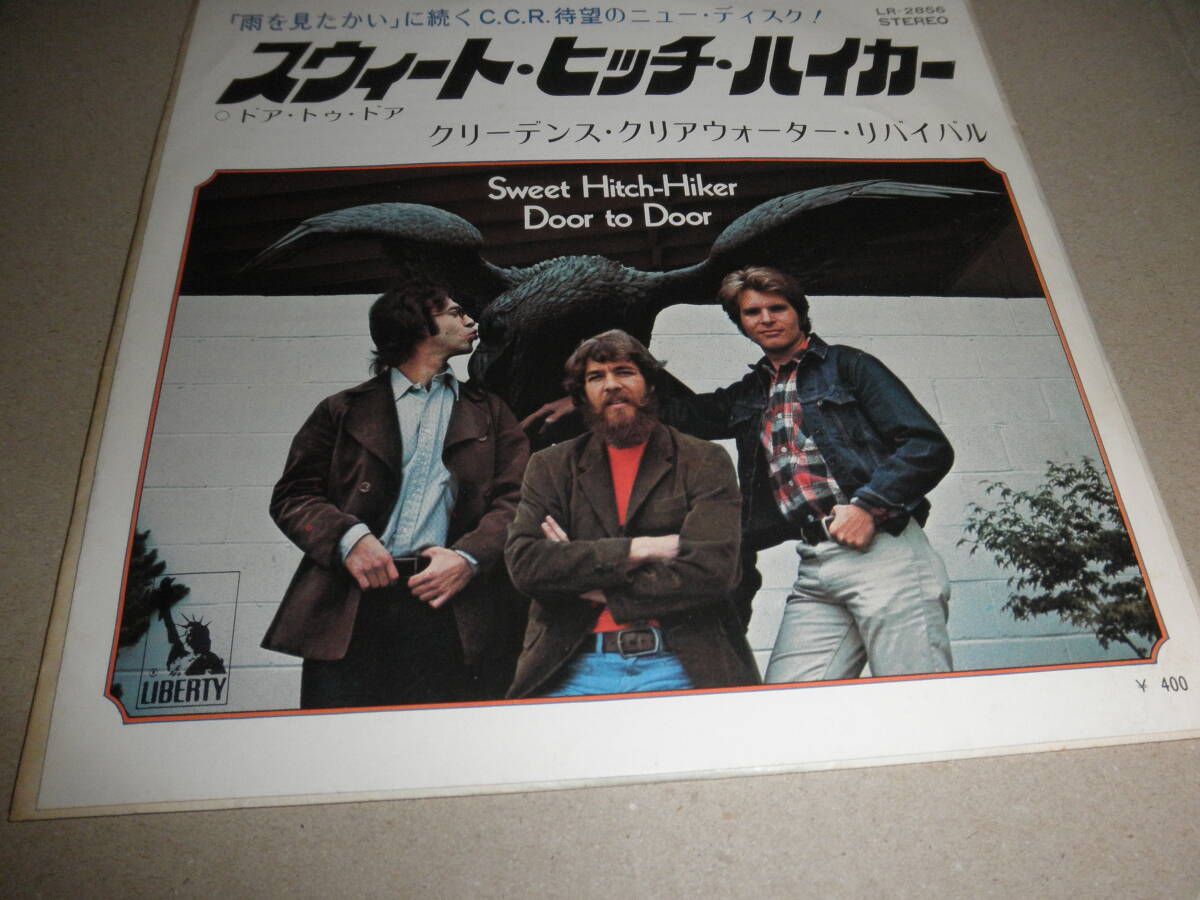 「雨を見たかい」に続くC.C.R.待望のニュー・ディスク!
LR-2856
STEREO
スウィート・ヒッチ・ハイカー
○ドア・トゥ・ドア
クリーデンス・クリアウォーター・リバイバル
Sweet Hitch-Hiker
Door to Door
LIBERTY
¥ 400